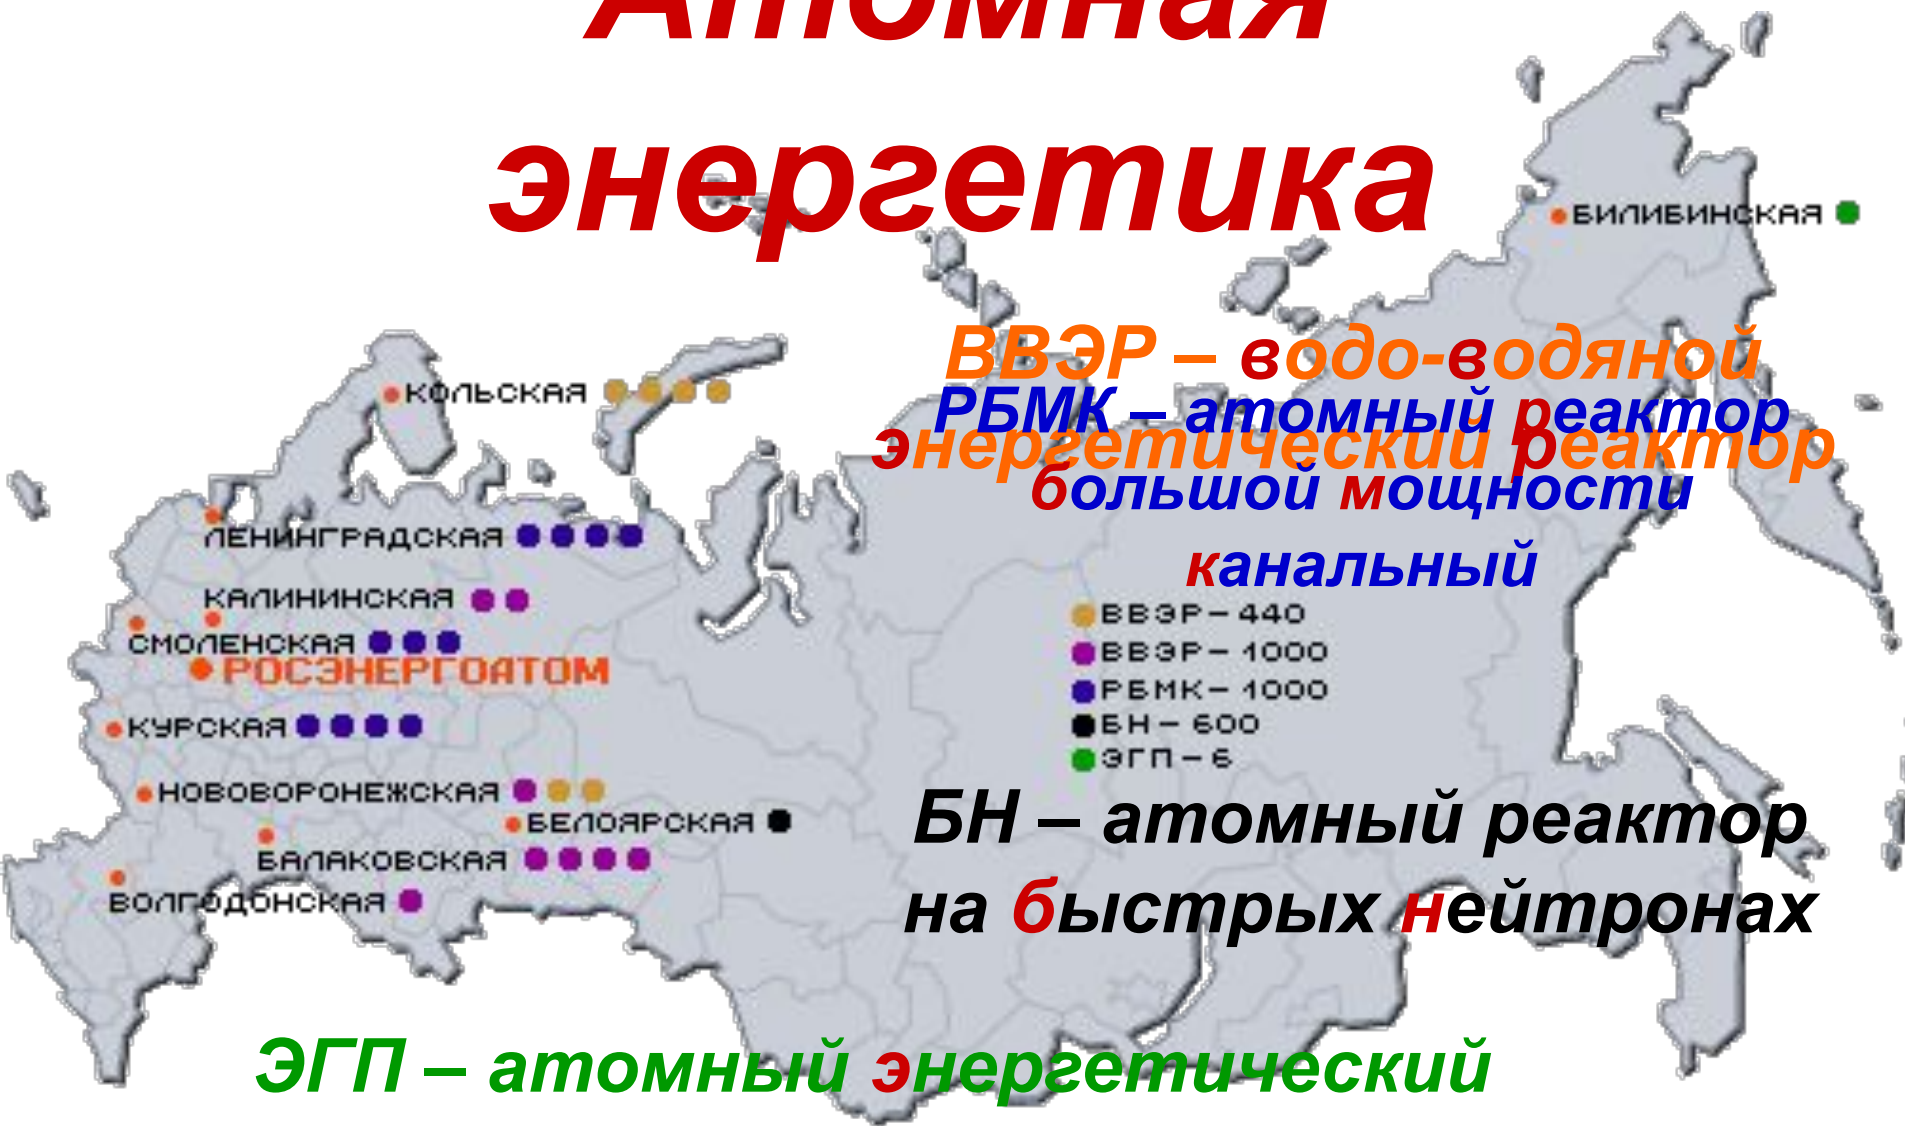 Атомная
энергетика
БИЛИБИНСКАЯ
ВВЭР – водо-водяной
энергетический реактор
РБМК – атомный реактор
большой мощности
канальный
КОЛЬСКАЯ
ЛЕНИНГРАДСКАЯ
КАЛИНИНСКАЯ
СМОЛЕНСКАЯ
РОСЭНЕРГОАТОМ
КУРСКАЯ
НОВОВОРОНЕЖСКАЯ
БЕЛОЯРСКАЯ
БАЛАКОВСКАЯ
ВОЛГОДОНСКАЯ
ВВЭР – 440
ВВЭР – 1000
РБМК – 1000
БН – 600
ЭГП – 6
БН – атомный реактор
на быстрых нейтронах
ЭГП – атомный энергетический